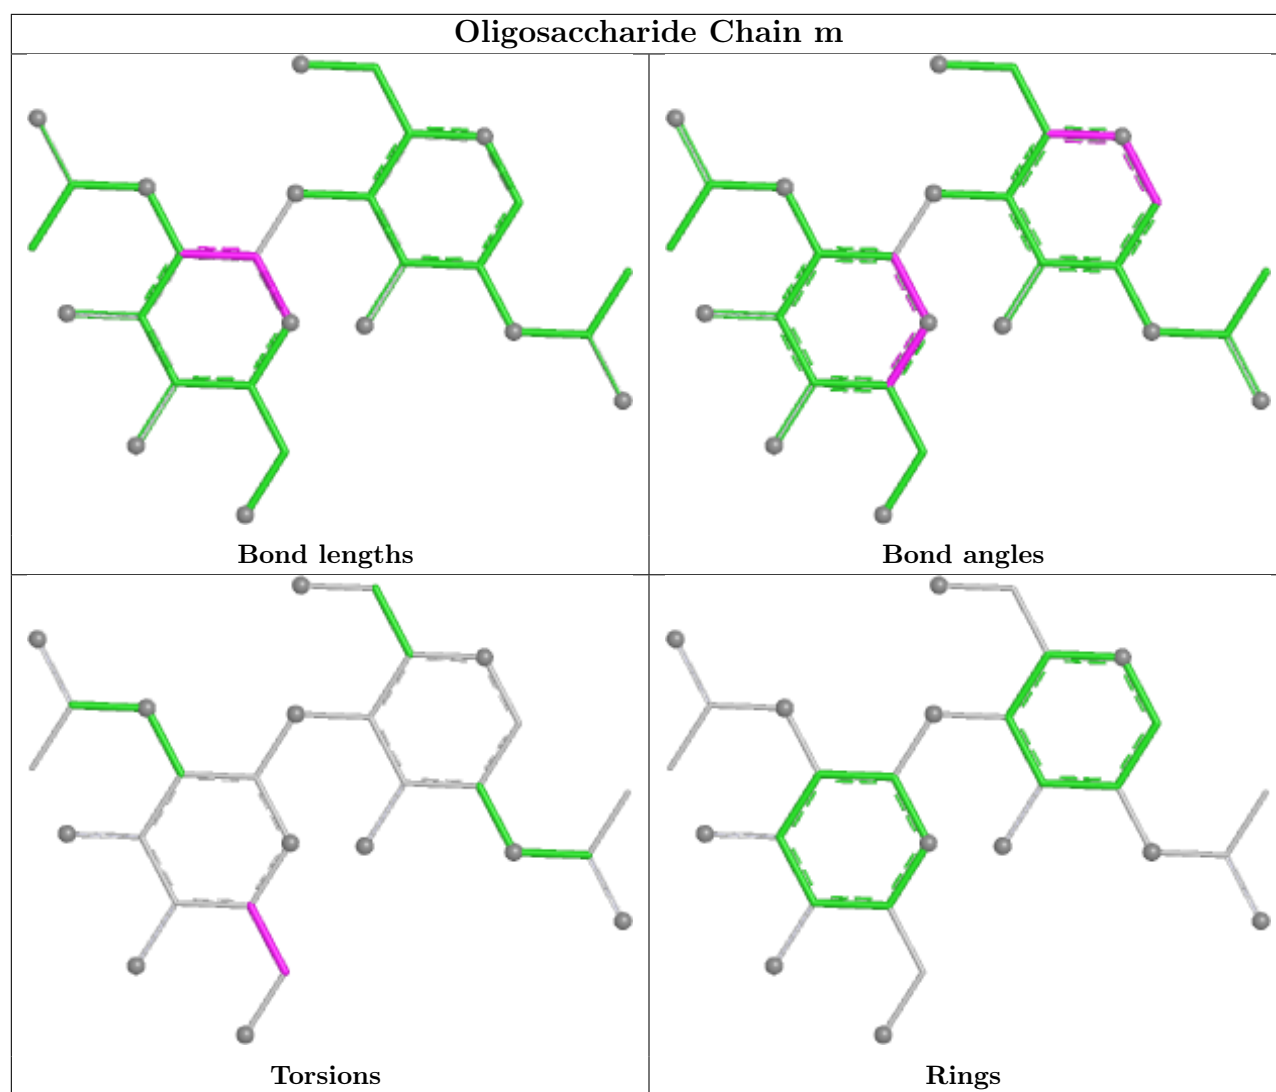 Oligosaccharide Chain m
Bond lengths
Bond angles
Torsions
Rings